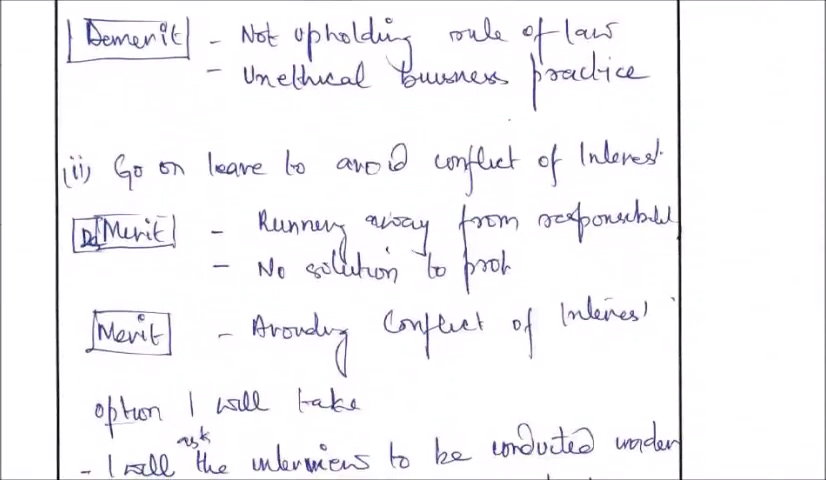 Demerit - Not upholding rule of law
- Unethical business practice
(ii) Go on leave to avoid conflict of Interest.
DeMerit - Running away from responsibil
- No solution to prob
Merit - Avoiding Conflict of Interest
option I will take
ask
- I will the interviews to be conducted under